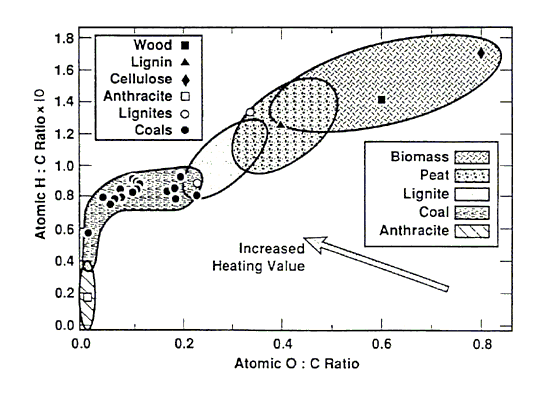 1.8
1.6
1.4
1.2
1.0
0.8
0.6
0.4
0.2
0.0
Atomic H : C Ratio x 10
Wood
Lignin
Cellulose
Anthracite
Lignites
Coals
Biomass
Peat
Lignite
Coal
Anthracite
Increased
Heating Value
0.0
0.2
0.4
0.6
0.8
Atomic O : C Ratio